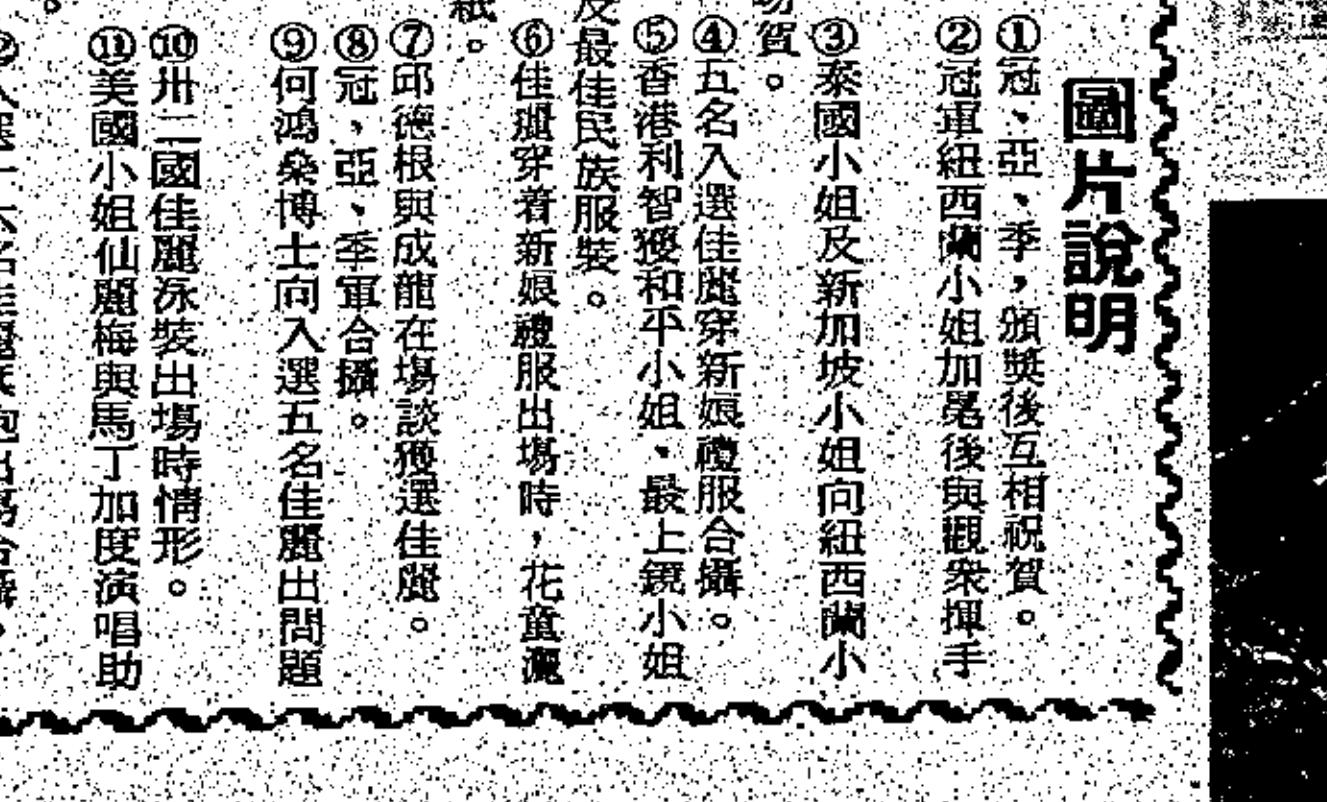 圖片說明
①冠、亞、季，頒獎後互相祝賀。
②冠軍紐西蘭小姐加冕後與觀衆揮手
③泰國小姐及新加坡小姐向紐西蘭小
賀。
④五名入選佳麗穿新娘禮服合攝。
⑤香港利智獲和平小姐、最上鏡小姐
及最佳民族服裝。
⑥佳麗穿着新娘禮服出場時，花童灑
紙。
⑦邱德根與成龍在場談獲選佳麗。
⑧冠、亞、季軍合攝。
⑨何鴻燊博士向入選五名佳麗出問題
。
⑩卅二國佳麗泳裝出場時情形。
⑪美國小姐仙麗梅與馬丁加度演唱助
。